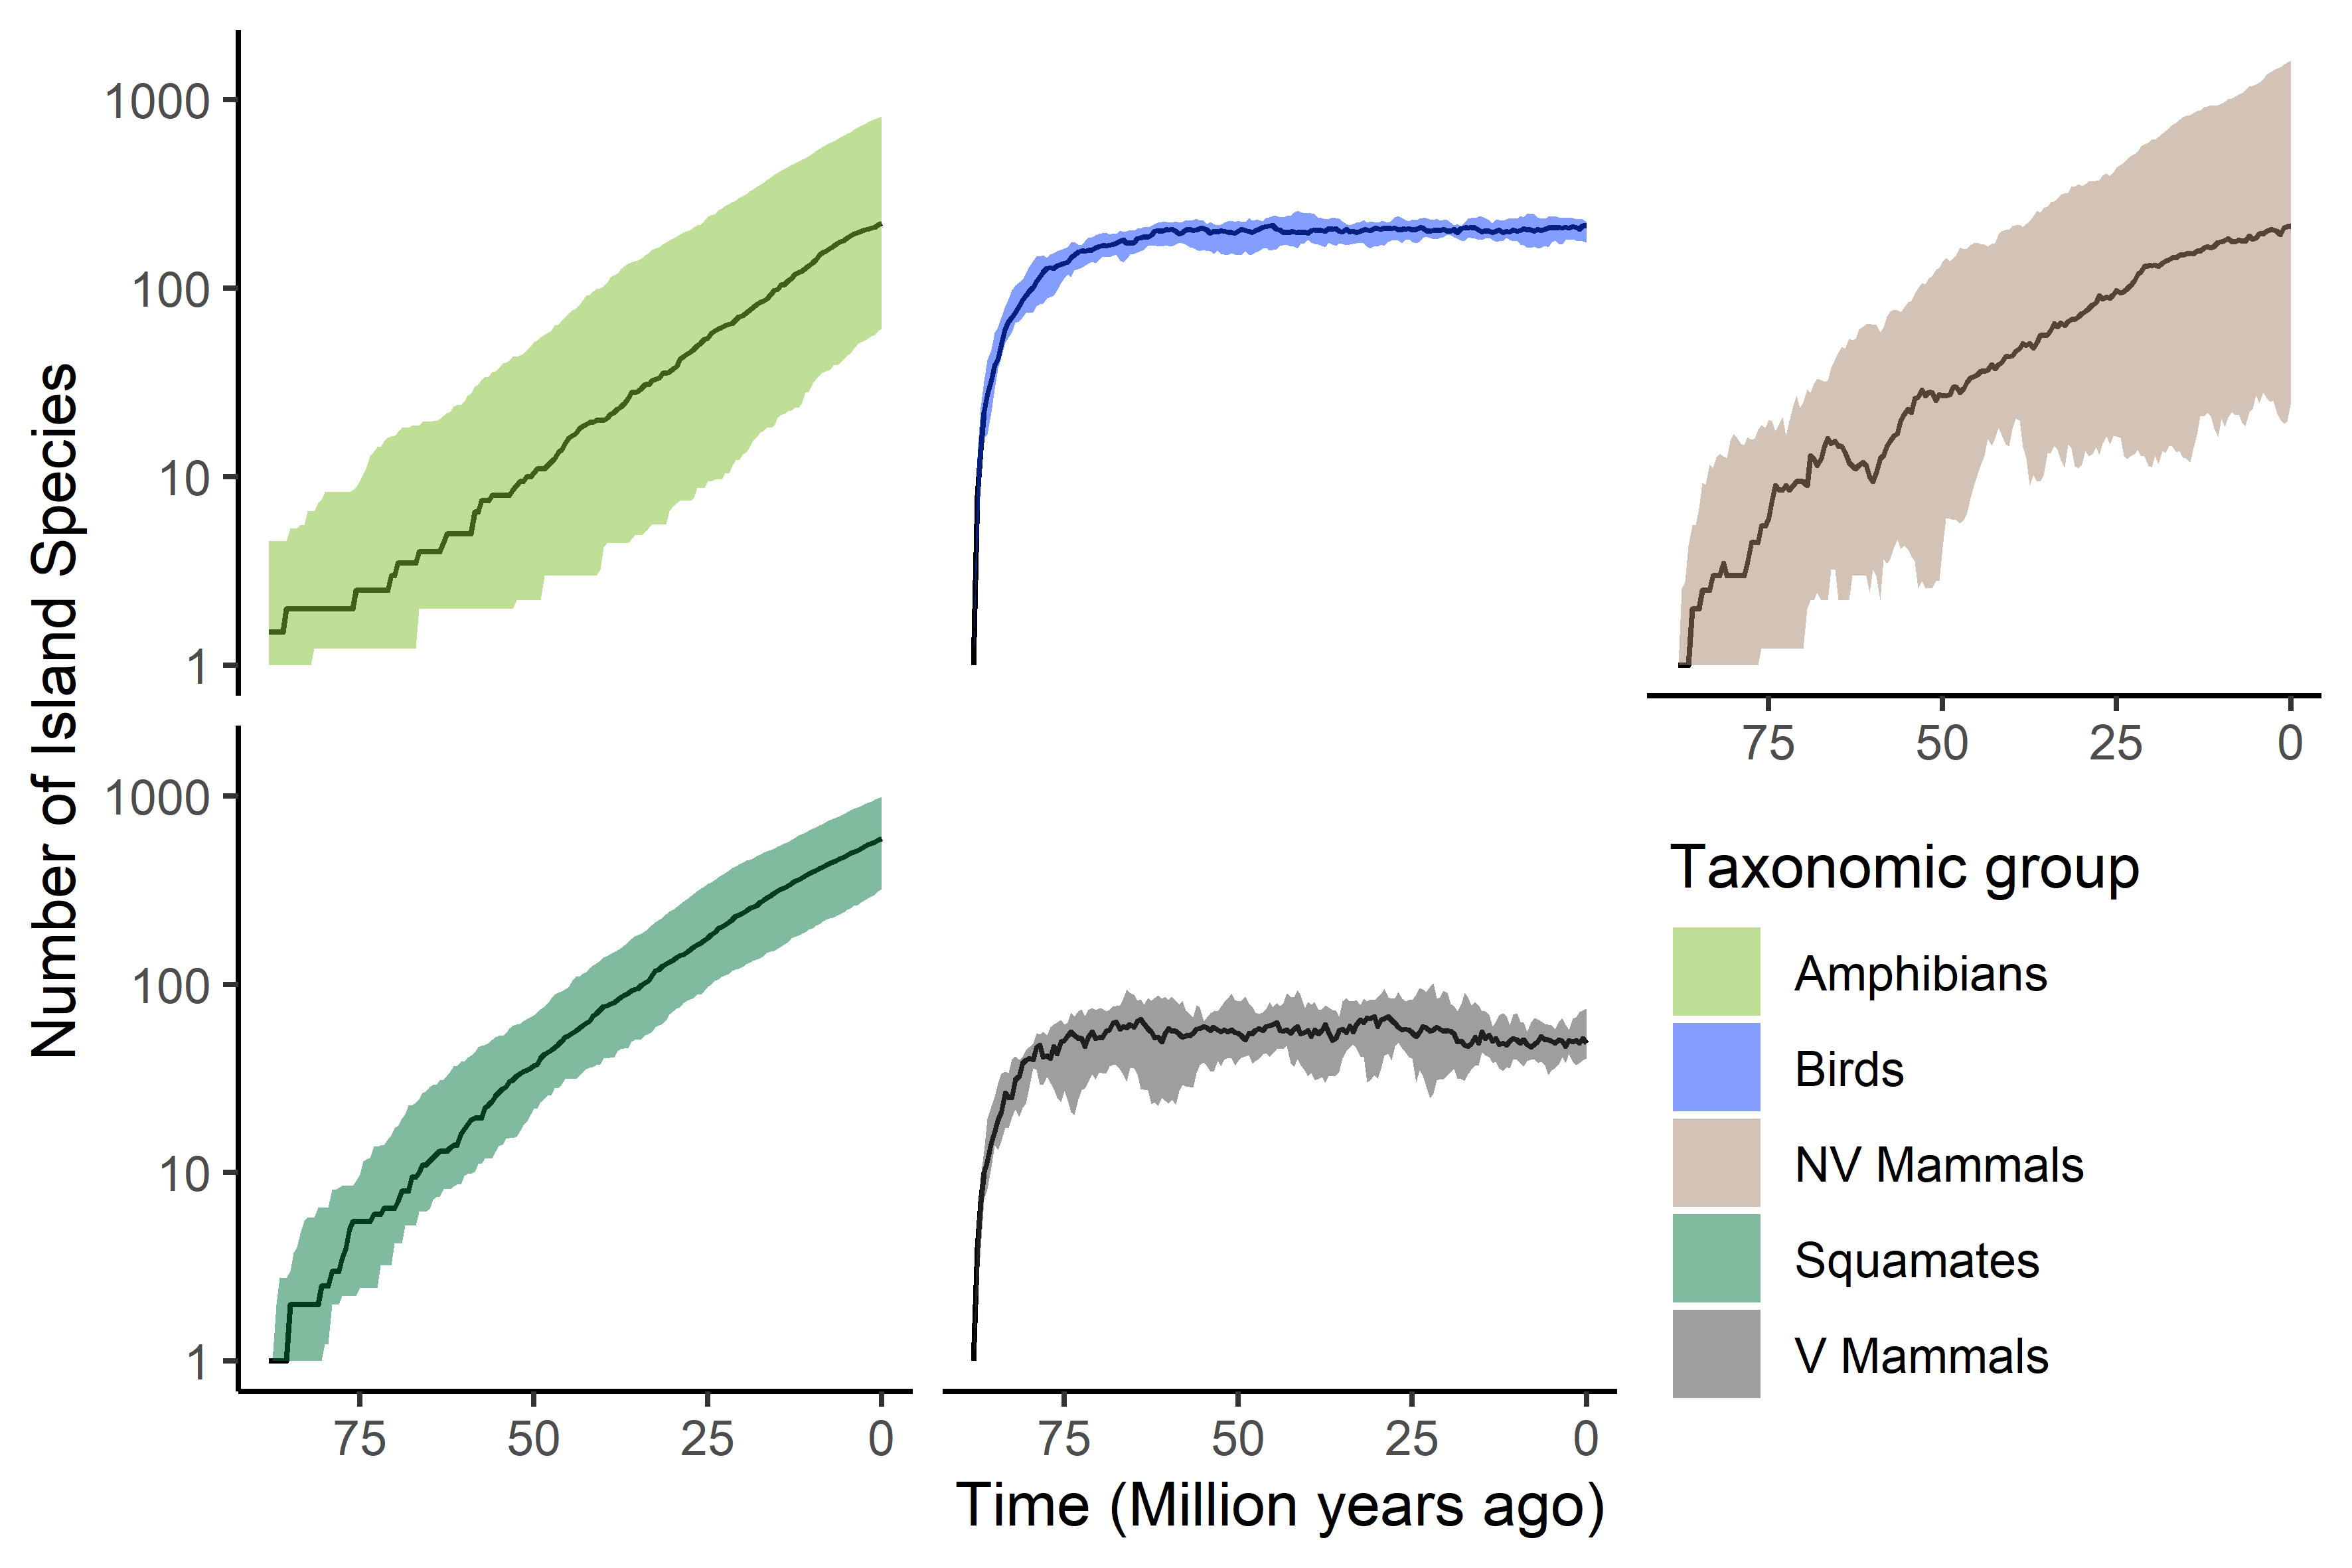 Number of Island Species
1000
100
10
1
75 50 25 0
1000
100
10
1
75 50 25 0
75 50 25 0
Time (Million years ago)
Taxonomic group
Amphibians
Birds
NV Mammals
Squamates
V Mammals